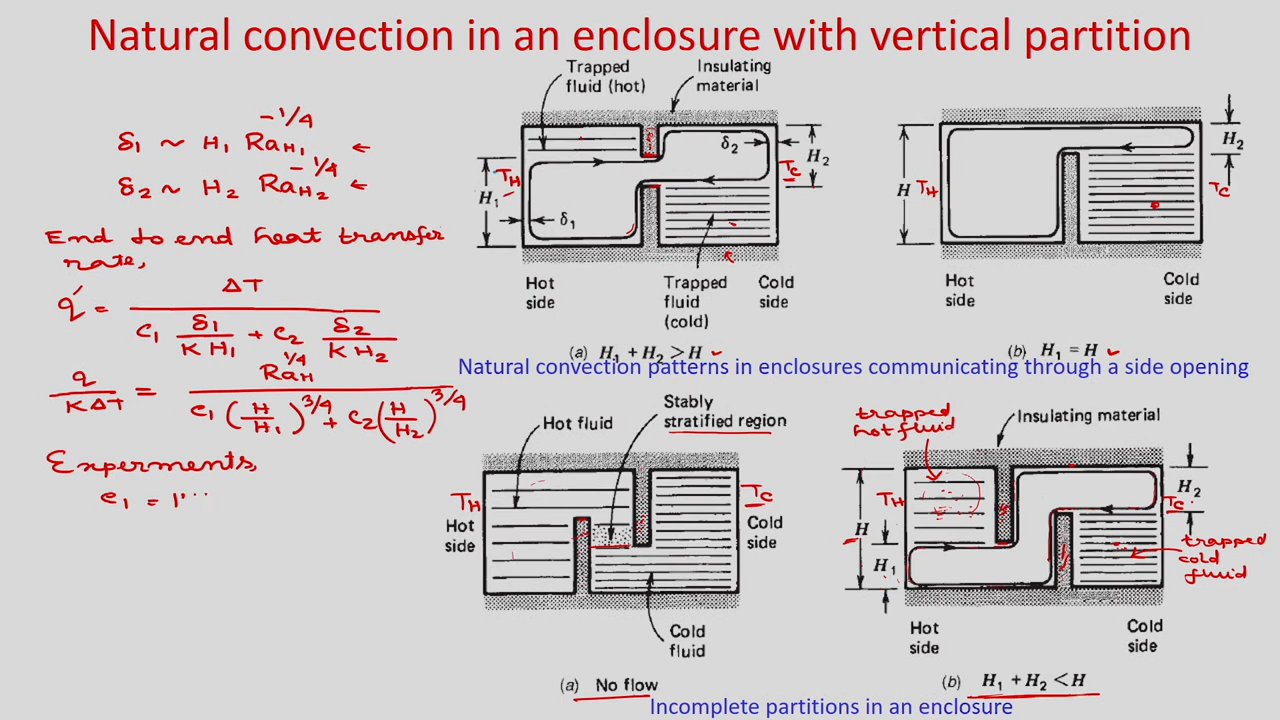 Natural convection in an enclosure with vertical partition
δ1 ~ H1 RaH1^-1/4 ←
δ2 ~ H2 RaH2^-1/4 ←
End to end heat transfer
rate,
q' = ΔT / (c1 δ1/(K H1) + c2 δ2/(K H2))
q/(KΔT) = RaH^1/4 / (c1 (H/H1)^3/4 + c2 (H/H2)^3/4)
Experments,
c1 = 1...
Trapped
fluid (hot)
Insulating
material
TH
H1
δ1
δ2
TC
H2
Hot
side
Trapped
fluid
(cold)
Cold
side
(a) H1 + H2 > H
H
TH
H2
TC
Hot
side
Cold
side
(b) H1 = H
Natural convection patterns in enclosures communicating through a side opening
Hot fluid
Stably
stratified region
TH
Hot
side
TC
Cold
side
Cold
fluid
(a) No flow
trapped
hot fluid
Insulating material
TH
H
H1
H2
TC
trapped
cold
fluid
Hot
side
Cold
side
(b) H1 + H2 < H
Incomplete partitions in an enclosure